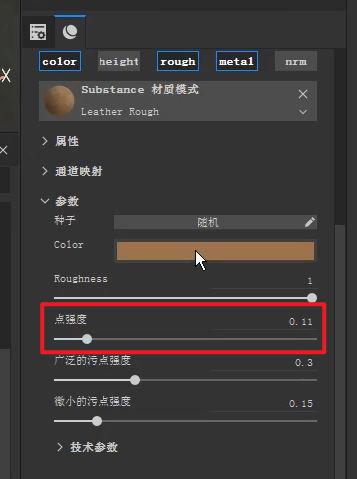 color height rough metal nrm
Substance 材质模式
Leather Rough
属性
通道映射
参数
种子 随机
Color
Roughness 1
点强度 0.11
广泛的污点强度 0.3
微小的污点强度 0.15
技术参数